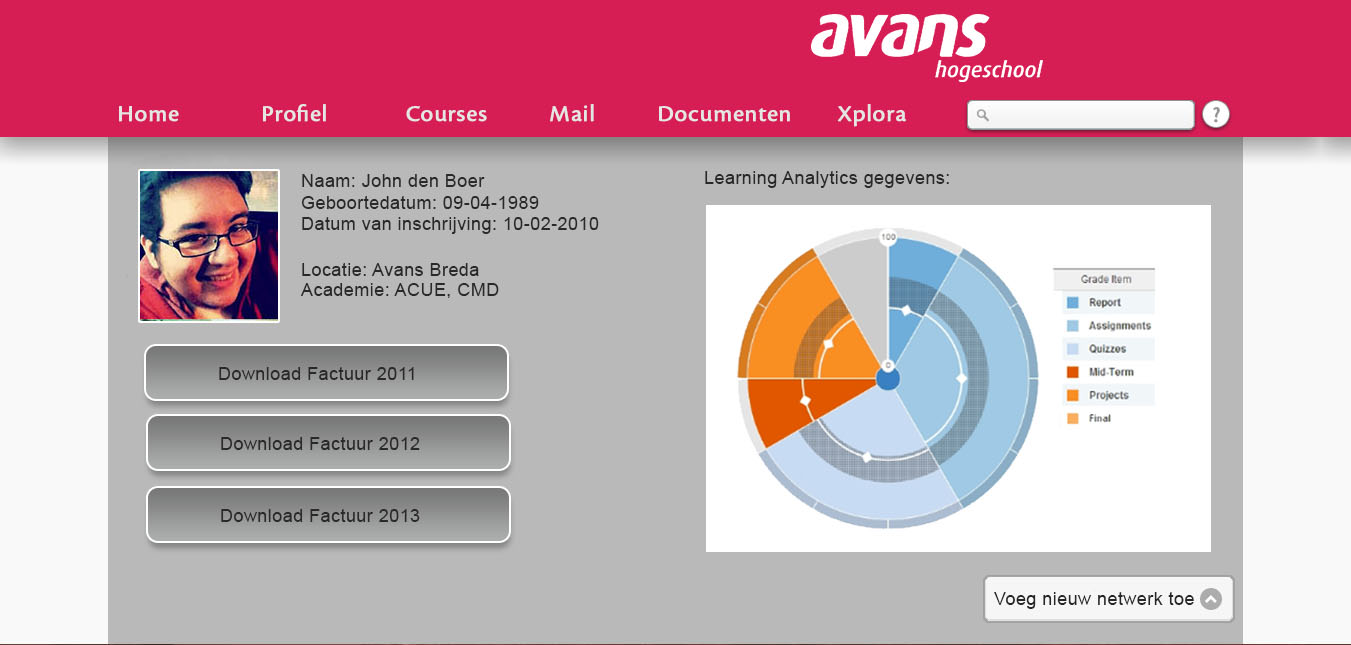 avans
hogeschool
Home
Profiel
Courses
Mail
Documenten
Xplora
?
Naam: John den Boer
Geboortedatum: 09-04-1989
Datum van inschrijving: 10-02-2010
Locatie: Avans Breda
Academie: ACUE, CMD
Download Factuur 2011
Download Factuur 2012
Download Factuur 2013
Learning Analytics gegevens:
100
0
Grade Item
Report
Assignments
Quizzes
Mid-Term
Projects
Final
Voeg nieuw netwerk toe